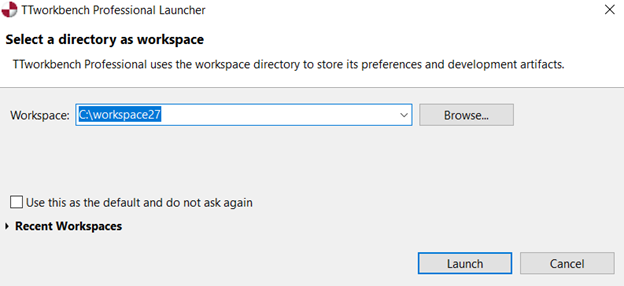 TTworkbench Professional Launcher
Select a directory as workspace
TTworkbench Professional uses the workspace directory to store its preferences and development artifacts.
Workspace: C:\workspace27 Browse...
Use this as the default and do not ask again
Recent Workspaces
Launch Cancel